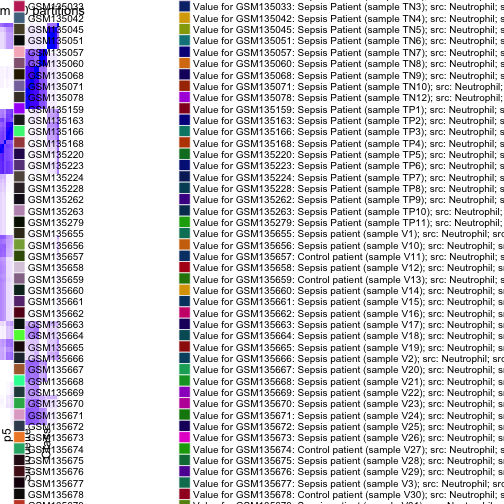 partitions
GSM135033 Value for GSM135033: Sepsis patient (sample TN3); src: Neutrophil;
GSM135042 Value for GSM135042: Sepsis patient (sample TN4); src: Neutrophil;
GSM135045 Value for GSM135045: Sepsis patient (sample TN5); src: Neutrophil;
GSM135051 Value for GSM135051: Sepsis patient (sample TN6); src: Neutrophil;
GSM135057 Value for GSM135057: Sepsis patient (sample TN7); src: Neutrophil;
GSM135060 Value for GSM135060: Sepsis patient (sample TN8); src: Neutrophil;
GSM135068 Value for GSM135068: Sepsis patient (sample TN9); src: Neutrophil;
GSM135071 Value for GSM135071: Sepsis patient (sample TN10); src: Neutrophil;
GSM135078 Value for GSM135078: Sepsis patient (sample TN12); src: Neutrophil;
GSM135159 Value for GSM135159: Sepsis patient (sample TP1); src: Neutrophil;
GSM135163 Value for GSM135163: Sepsis patient (sample TP2); src: Neutrophil;
GSM135166 Value for GSM135166: Sepsis patient (sample TP3); src: Neutrophil;
GSM135168 Value for GSM135168: Sepsis patient (sample TP4); src: Neutrophil;
GSM135220 Value for GSM135220: Sepsis patient (sample TP5); src: Neutrophil;
GSM135223 Value for GSM135223: Sepsis patient (sample TP6); src: Neutrophil;
GSM135224 Value for GSM135224: Sepsis patient (sample TP7); src: Neutrophil;
GSM135228 Value for GSM135228: Sepsis patient (sample TP8); src: Neutrophil;
GSM135262 Value for GSM135262: Sepsis patient (sample TP9); src: Neutrophil;
GSM135263 Value for GSM135263: Sepsis patient (sample TP10); src: Neutrophil;
GSM135279 Value for GSM135279: Sepsis patient (sample TP11); src: Neutrophil;
GSM135655 Value for GSM135655: Sepsis patient (sample V1); src: Neutrophil;
GSM135656 Value for GSM135656: Sepsis patient (sample V10); src: Neutrophil;
GSM135657 Value for GSM135657: Control patient (sample V11); src: Neutrophil;
GSM135658 Value for GSM135658: Sepsis patient (sample V12); src: Neutrophil;
GSM135659 Value for GSM135659: Control patient (sample V13); src: Neutrophil;
GSM135660 Value for GSM135660: Sepsis patient (sample V14); src: Neutrophil;
GSM135661 Value for GSM135661: Sepsis patient (sample V15); src: Neutrophil;
GSM135662 Value for GSM135662: Sepsis patient (sample V16); src: Neutrophil;
GSM135663 Value for GSM135663: Sepsis patient (sample V17); src: Neutrophil;
GSM135664 Value for GSM135664: Sepsis patient (sample V18); src: Neutrophil;
GSM135665 Value for GSM135665: Sepsis patient (sample V19); src: Neutrophil;
GSM135666 Value for GSM135666: Sepsis patient (sample V2); src: Neutrophil;
GSM135667 Value for GSM135667: Sepsis patient (sample V20); src: Neutrophil;
GSM135668 Value for GSM135668: Sepsis patient (sample V21); src: Neutrophil;
GSM135669 Value for GSM135669: Sepsis patient (sample V22); src: Neutrophil;
GSM135670 Value for GSM135670: Sepsis patient (sample V23); src: Neutrophil;
GSM135671 Value for GSM135671: Sepsis patient (sample V24); src: Neutrophil;
GSM135672 Value for GSM135672: Sepsis patient (sample V25); src: Neutrophil;
GSM135673 Value for GSM135673: Sepsis patient (sample V26); src: Neutrophil;
GSM135674 Value for GSM135674: Control patient (sample V27); src: Neutrophil;
GSM135675 Value for GSM135675: Sepsis patient (sample V28); src: Neutrophil;
GSM135676 Value for GSM135676: Sepsis patient (sample V29); src: Neutrophil;
GSM135677 Value for GSM135677: Sepsis patient (sample V3); src: Neutrophil;
GSM135678 Value for GSM135678: Control patient (sample V30); src: Neutrophil;
p5